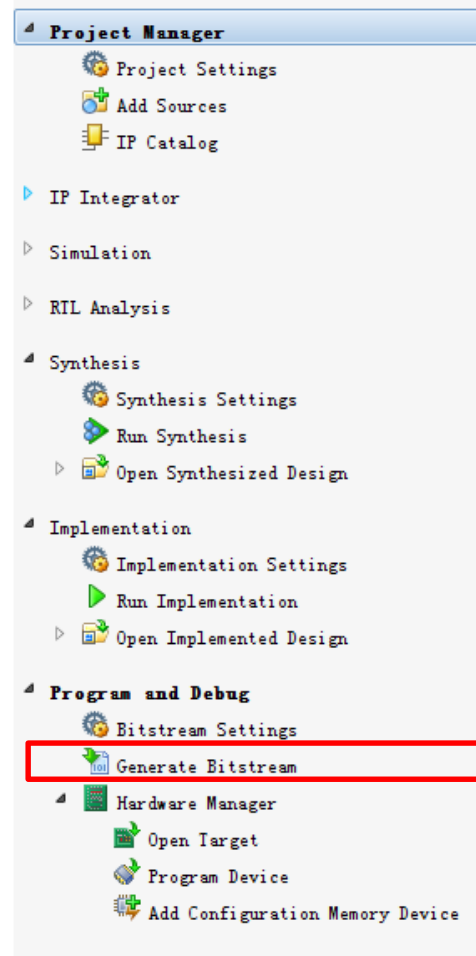 Project Manager
Project Settings
Add Sources
IP Catalog
IP Integrator
Simulation
RTL Analysis
Synthesis
Synthesis Settings
Run Synthesis
Open Synthesized Design
Implementation
Implementation Settings
Run Implementation
Open Implemented Design
Program and Debug
Bitstream Settings
Generate Bitstream
Hardware Manager
Open Target
Program Device
Add Configuration Memory Device